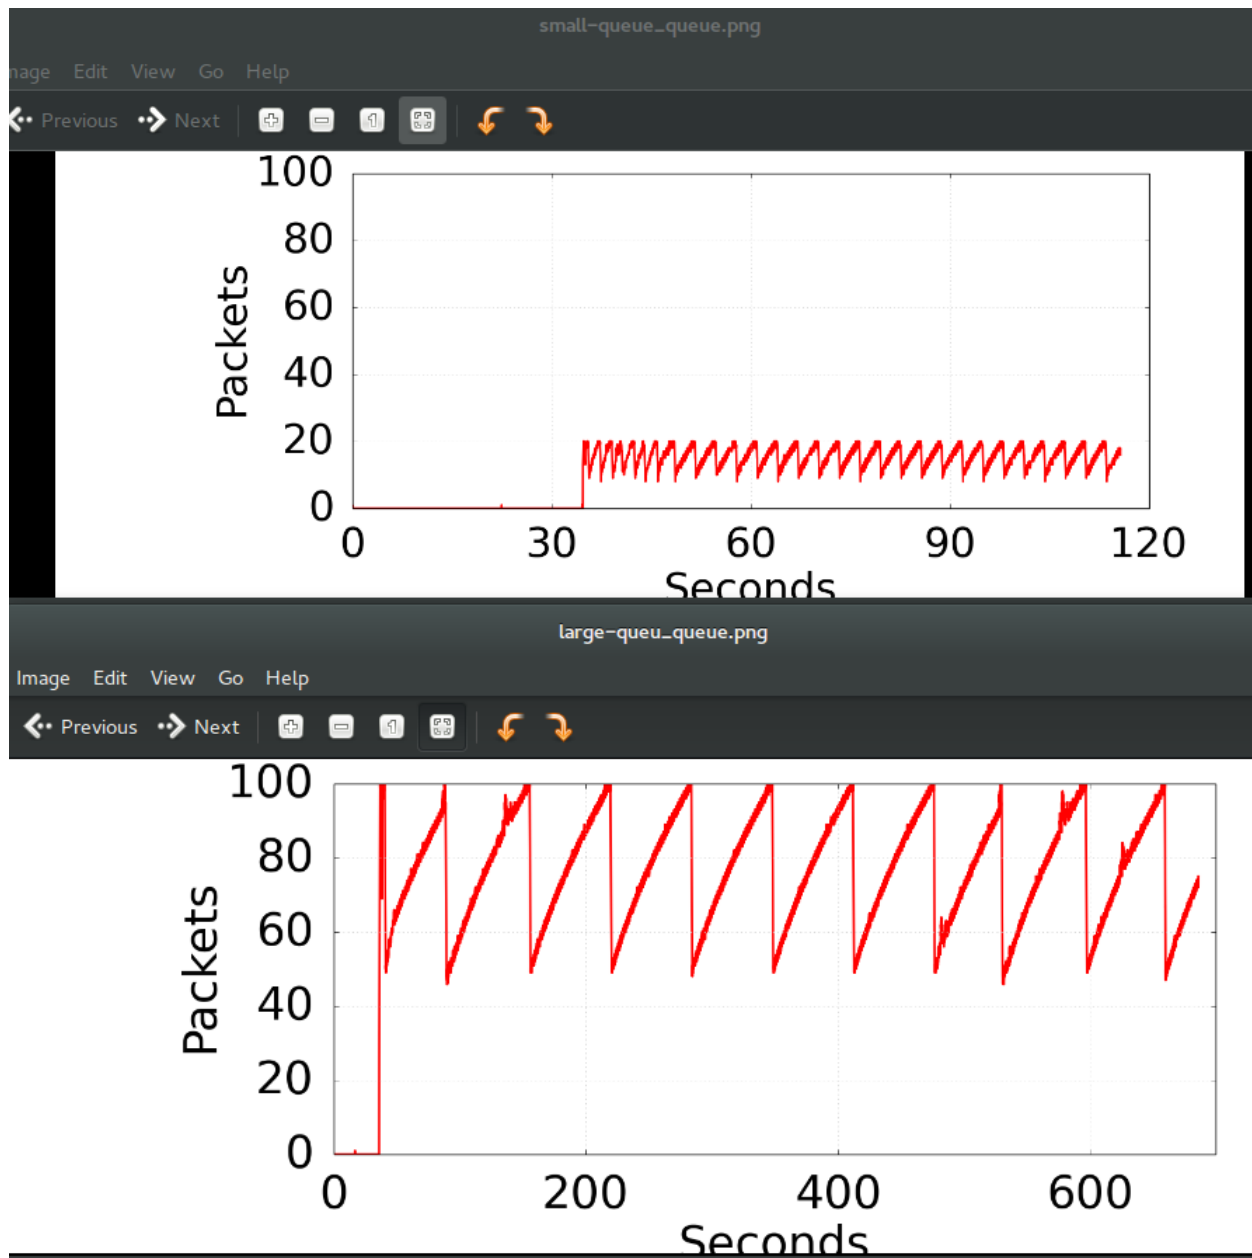 small-queue_queue.png
mage Edit View Go Help
Previous Next
100
80
60
40
20
0
Packets
0 30 60 90 120
Seconds
large-queu_queue.png
Image Edit View Go Help
Previous Next
100
80
60
40
20
0
Packets
0 200 400 600
Seconds